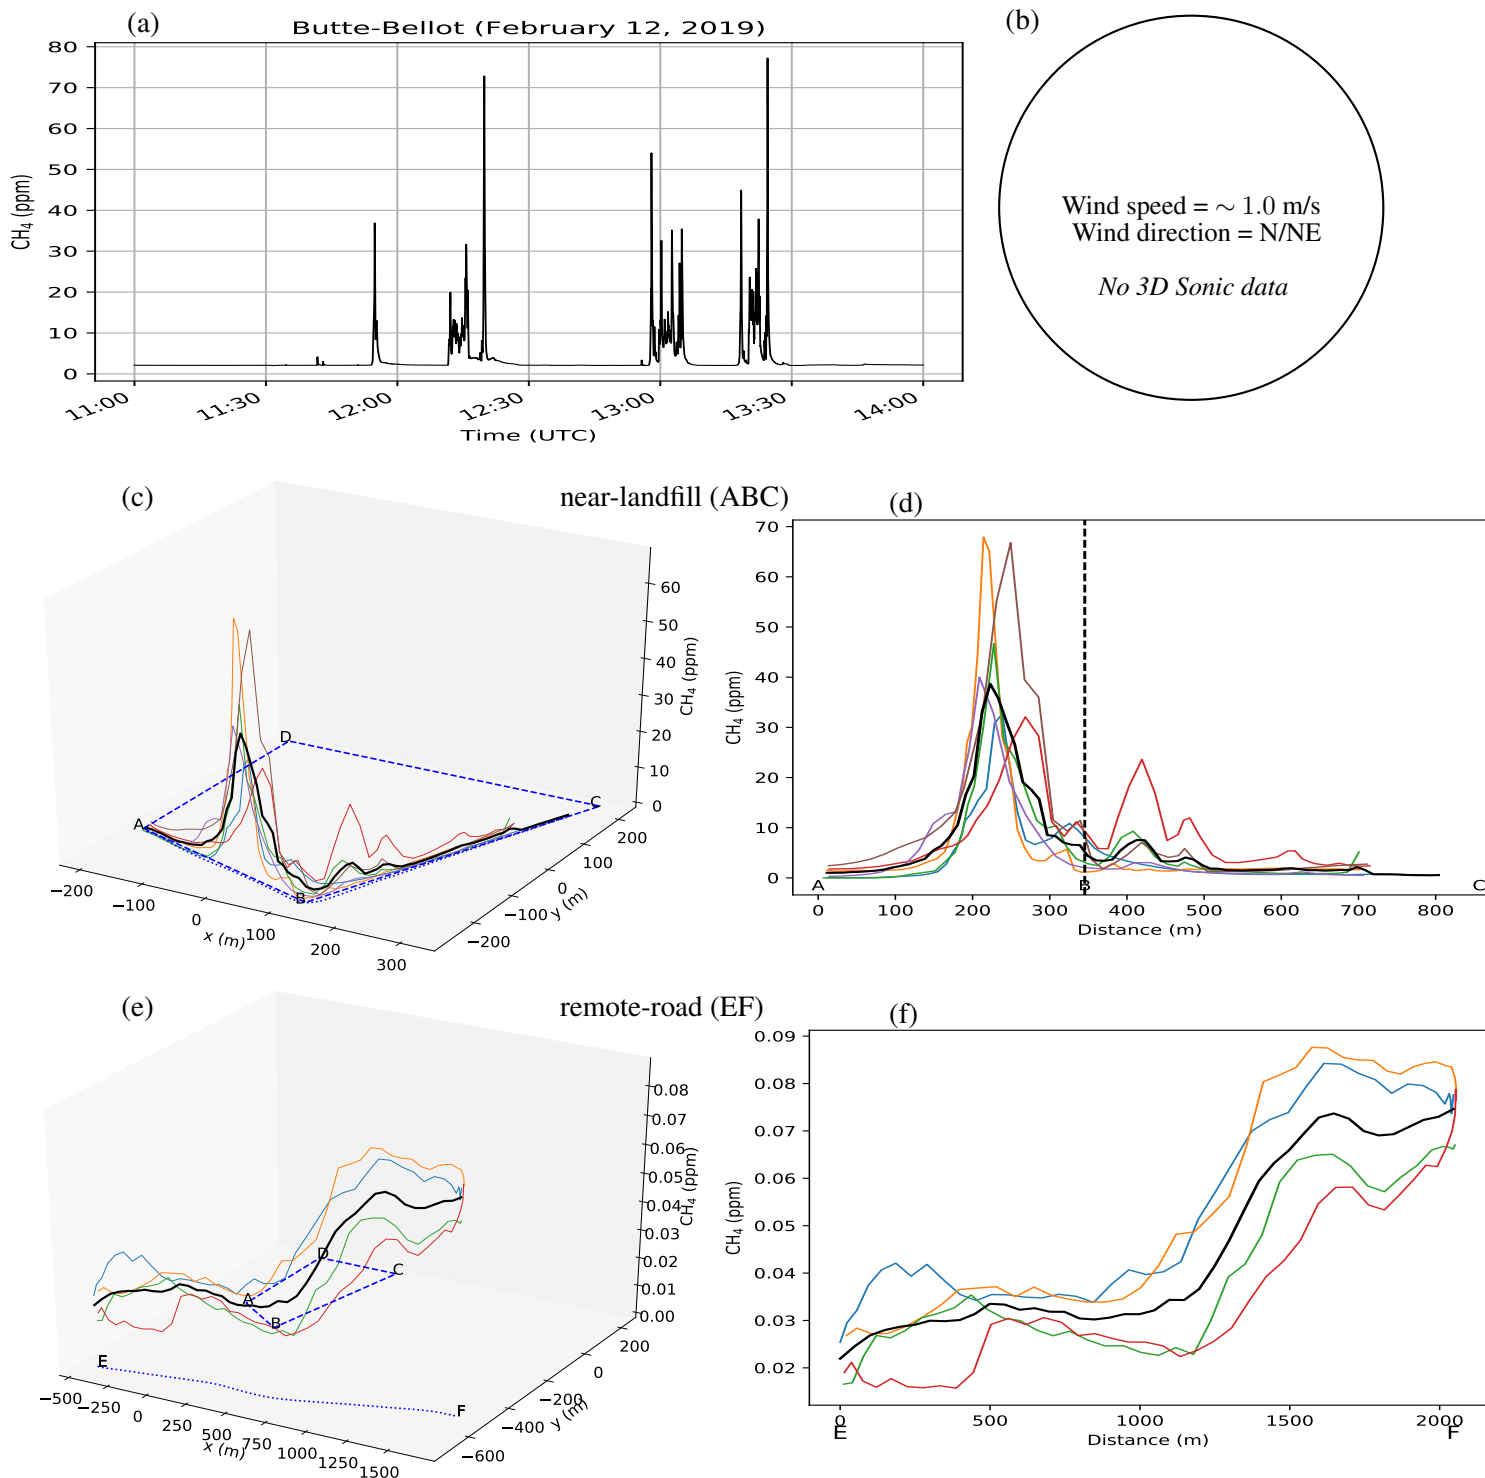 (a)
Butte-Bellot (February 12, 2019)
80
70
60
50
40
30
20
10
0
CH₄ (ppm)
11:00 11:30 12:00 12:30 13:00 13:30 14:00
Time (UTC)
(b)
Wind speed = ∼ 1.0 m/s
Wind direction = N/NE
No 3D Sonic data
(c)
near-landfill (ABC)
60
50
40
30
20
10
0
CH₄ (ppm)
A
B
C
D
−200 −100 0 100 200 300
x (m)
−200 −100 0 100 200
y (m)
(d)
70
60
50
40
30
20
10
0
CH₄ (ppm)
A B C
0 100 200 300 400 500 600 700 800
Distance (m)
(e)
remote-road (EF)
0.08
0.07
0.06
0.05
0.04
0.03
0.02
0.01
0.00
CH₄ (ppm)
D
C
A
B
E
F
−500 −250 0 250 500 750 1000 1250 1500
x (m)
−600 −400 −200 0 200
y (m)
(f)
0.09
0.08
0.07
0.06
0.05
0.04
0.03
0.02
CH₄ (ppm)
0 500 1000 1500 2000
E F
Distance (m)